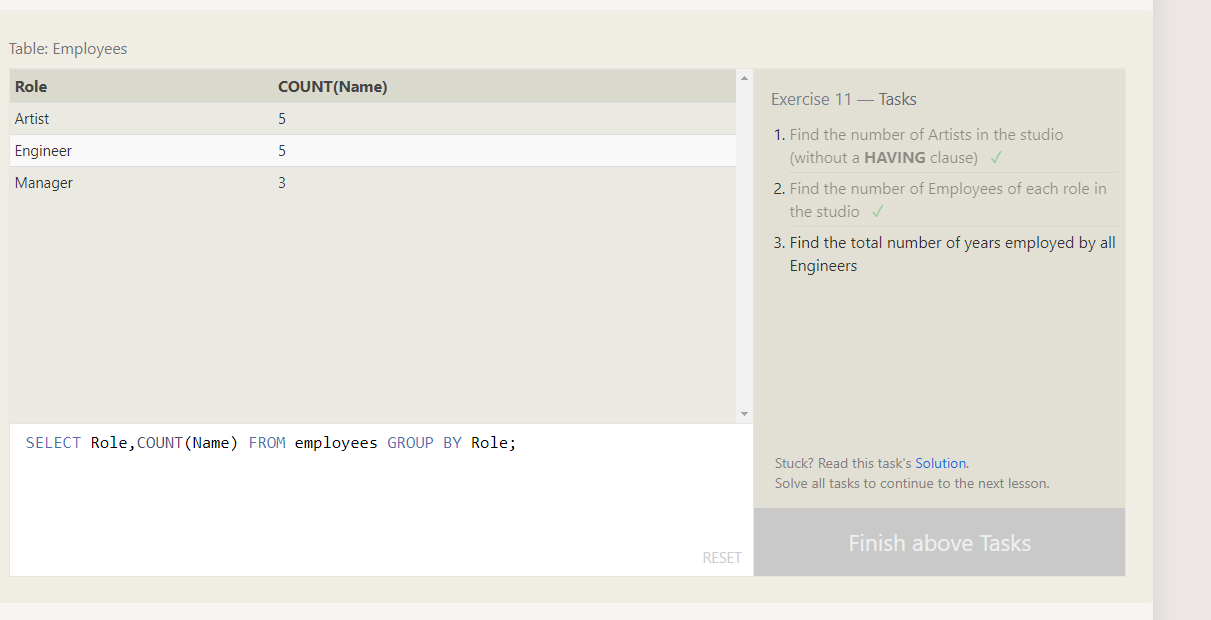 Table: Employees
Role COUNT(Name)
Artist 5
Engineer 5
Manager 3
SELECT Role,COUNT(Name) FROM employees GROUP BY Role;
RESET
Exercise 11 — Tasks
1. Find the number of Artists in the studio
(without a HAVING clause) ✓
2. Find the number of Employees of each role in
the studio ✓
3. Find the total number of years employed by all
Engineers
Stuck? Read this task's Solution.
Solve all tasks to continue to the next lesson.
Finish above Tasks